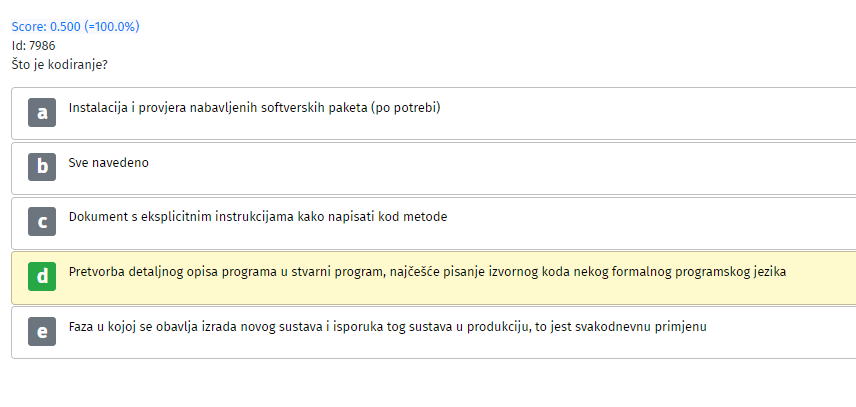 Score: 0.500 (=100.0%)
Id: 7986
Što je kodiranje?
a Instalacija i provjera nabavljenih softverskih paketa (po potrebi)
b Sve navedeno
c Dokument s eksplicitnim instrukcijama kako napisati kod metode
d Pretvorba detaljnog opisa programa u stvarni program, najčešće pisanje izvornog koda nekog formalnog programskog jezika
e Faza u kojoj se obavlja izrada novog sustava i isporuka tog sustava u produkciju, to jest svakodnevnu primjenu